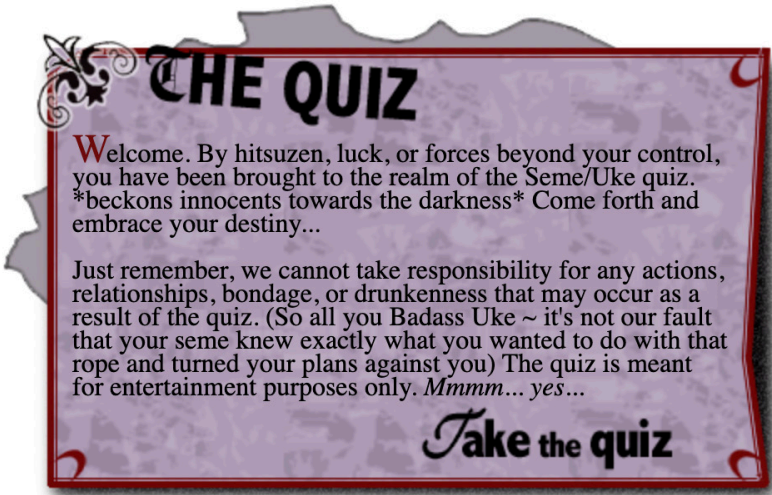 THE QUIZ
Welcome. By hitsuzen, luck, or forces beyond your control,
you have been brought to the realm of the Seme/Uke quiz.
*beckons innocents towards the darkness* Come forth and
embrace your destiny...
Just remember, we cannot take responsibility for any actions,
relationships, bondage, or drunkenness that may occur as a
result of the quiz. (So all you Badass Uke ~ it's not our fault
that your seme knew exactly what you wanted to do with that
rope and turned your plans against you) The quiz is meant
for entertainment purposes only. Mmmm... yes...
Take the quiz